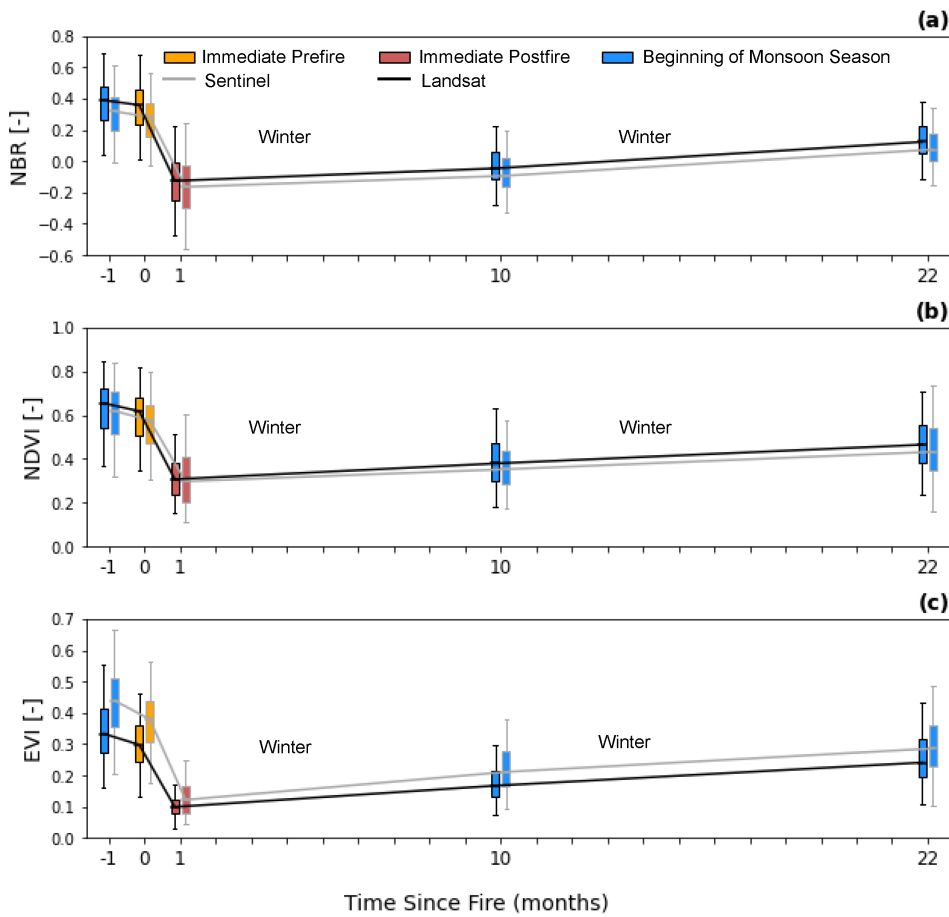 (a)
0.8
0.6
0.4
0.2
0.0
−0.2
−0.4
−0.6
NBR [-]
Immediate Prefire Immediate Postfire Beginning of Monsoon Season
Sentinel Landsat
Winter Winter
-1 0 1 10 22
(b)
1.0
0.8
0.6
0.4
0.2
0.0
NDVI [-]
Winter Winter
-1 0 1 10 22
(c)
0.7
0.6
0.5
0.4
0.3
0.2
0.1
0.0
EVI [-]
Winter Winter
-1 0 1 10 22
Time Since Fire (months)